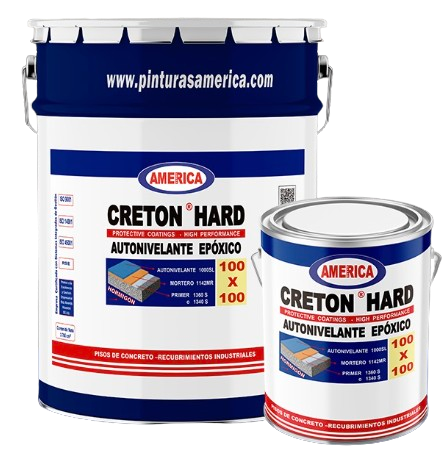 www.pinturasamerica.com
AMERICA
CRETON® HARD
PROTECTIVE COATINGS - HIGH PERFORMANCE
AUTONIVELANTE EPÓXICO
AUTONIVELANTE 1000SL
MORTERO 1142MR
PRIMER 1360 S
o 1340 S
HORMIGON
100
X
100
PISOS DE CONCRETO -RECUBRIMIENTOS INDUSTRIALES
AMERICA
CRETON® HARD
PROTECTIVE COATINGS - HIGH PERFORMANCE
AUTONIVELANTE EPÓXICO
AUTONIVELANTE 1000SL
MORTERO 1142MR
PRIMER 1360 S
o 1340 S
HORMIGON
100
X
100
PISOS DE CONCRETO -RECUBRIMIENTOS INDUSTRIALES